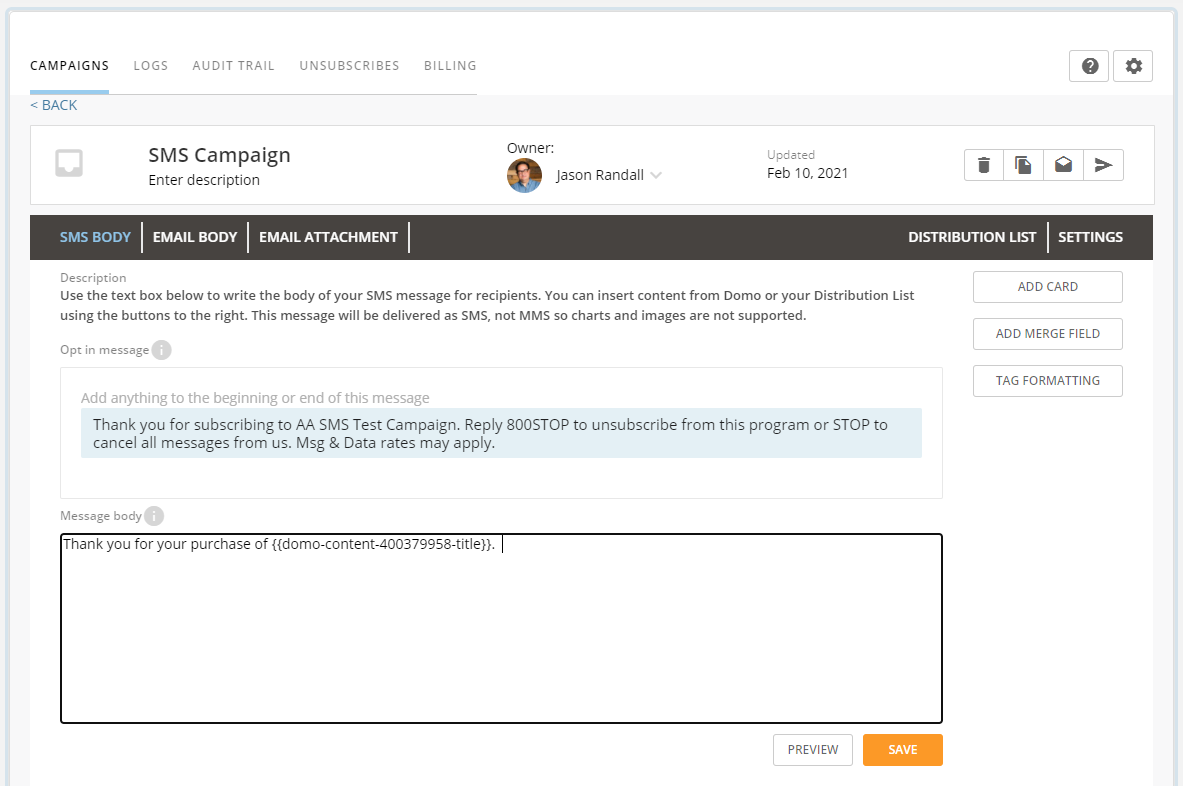 CAMPAIGNS LOGS AUDIT TRAIL UNSUBSCRIBES BILLING
< BACK
SMS Campaign
Enter description
Owner:
Jason Randall
Updated
Feb 10, 2021
SMS BODY EMAIL BODY EMAIL ATTACHMENT DISTRIBUTION LIST SETTINGS
Description
Use the text box below to write the body of your SMS message for recipients. You can insert content from Domo or your Distribution List
using the buttons to the right. This message will be delivered as SMS, not MMS so charts and images are not supported.
ADD CARD
ADD MERGE FIELD
TAG FORMATTING
Opt in message
Add anything to the beginning or end of this message
Thank you for subscribing to AA SMS Test Campaign. Reply 800STOP to unsubscribe from this program or STOP to
cancel all messages from us. Msg & Data rates may apply.
Message body
Thank you for your purchase of {{domo-content-400379958-title}}.
PREVIEW SAVE